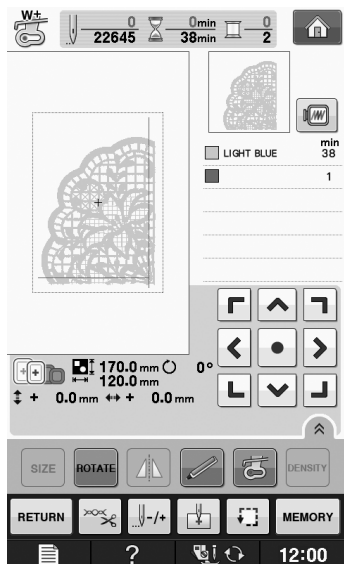 W+
0 0min 0
22645 38min 2
min
LIGHT BLUE 38
1
170.0 mm 0°
120.0 mm
+ 0.0 mm + 0.0 mm
SIZE ROTATE DENSITY
RETURN -/+ MEMORY
? 12:00